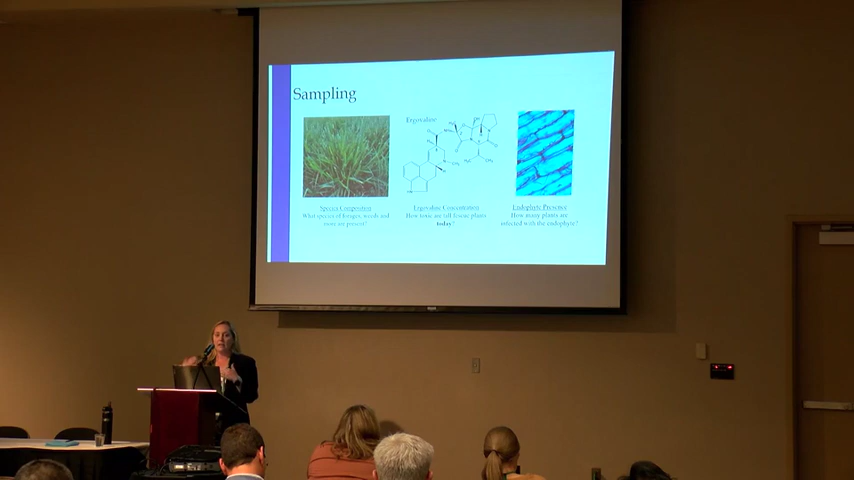 Sampling
Ergovaline
Species Composition
What species of forages, weeds and
more are present?
Ergovaline Concentration
How toxic are tall fescue plants
today?
Endophyte Presence
How many plants are
infected with the endophyte?